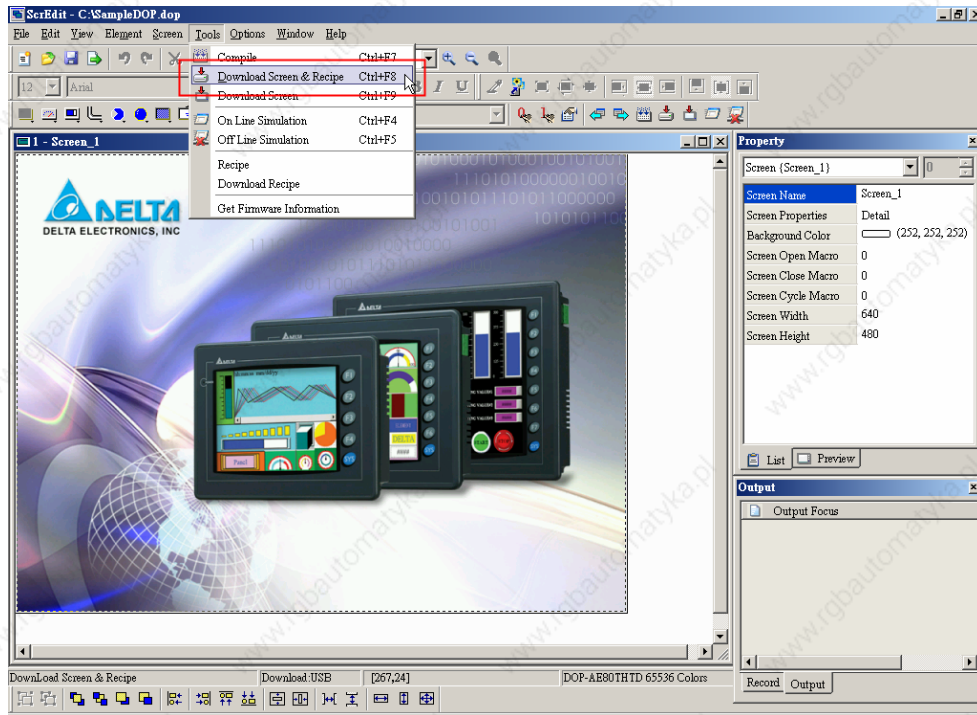 ScrEdit - C:\SampleDOP.dop
File Edit View Element Screen Tools Options Window Help
Compile Ctrl+F7
12 Arial
Download Screen & Recipe Ctrl+F8
Download Screen Ctrl+F9
On Line Simulation Ctrl+F4
Off Line Simulation Ctrl+F5
Recipe
Download Recipe
Get Firmware Information
1 - Screen_1
DELTA
DELTA ELECTRONICS, INC
Property
Screen {Screen_1} 0
Screen Name Screen_1
Screen Properties Detail
Background Color (252, 252, 252)
Screen Open Macro 0
Screen Close Macro 0
Screen Cycle Macro 0
Screen Width 640
Screen Height 480
List Preview
Output
Output Focus
Record Output
DownLoad Screen & Recipe Download:USB [267,24] DOP-AE80THTD 65536 Colors
www.rgbautomatyka.pl